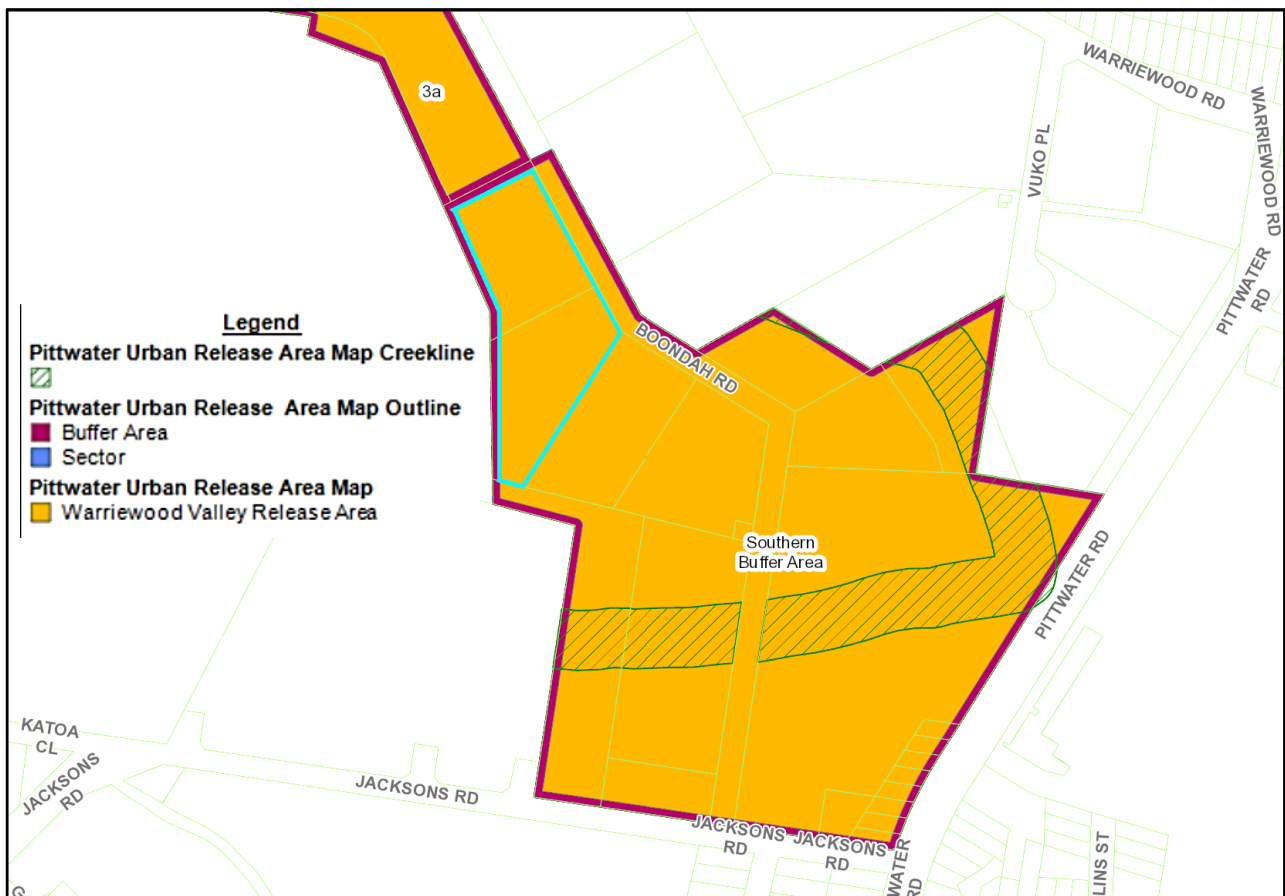 3a
WARRIEWOOD RD
WARRIEWOOD RD
VUKO PL
PITTWATER
RD
Legend
Pittwater Urban Release Area Map Creekline
Pittwater Urban Release Area Map Outline
Buffer Area
Sector
Pittwater Urban Release Area Map
Warriewood Valley Release Area
BOONDAH RD
Southern
Buffer Area
PITTWATER RD
KATOA
CL
JACKSONS
RD
JACKSONS RD
JACKSONS
RD
JACKSONS
RD
WATER
RD
LINS ST
G